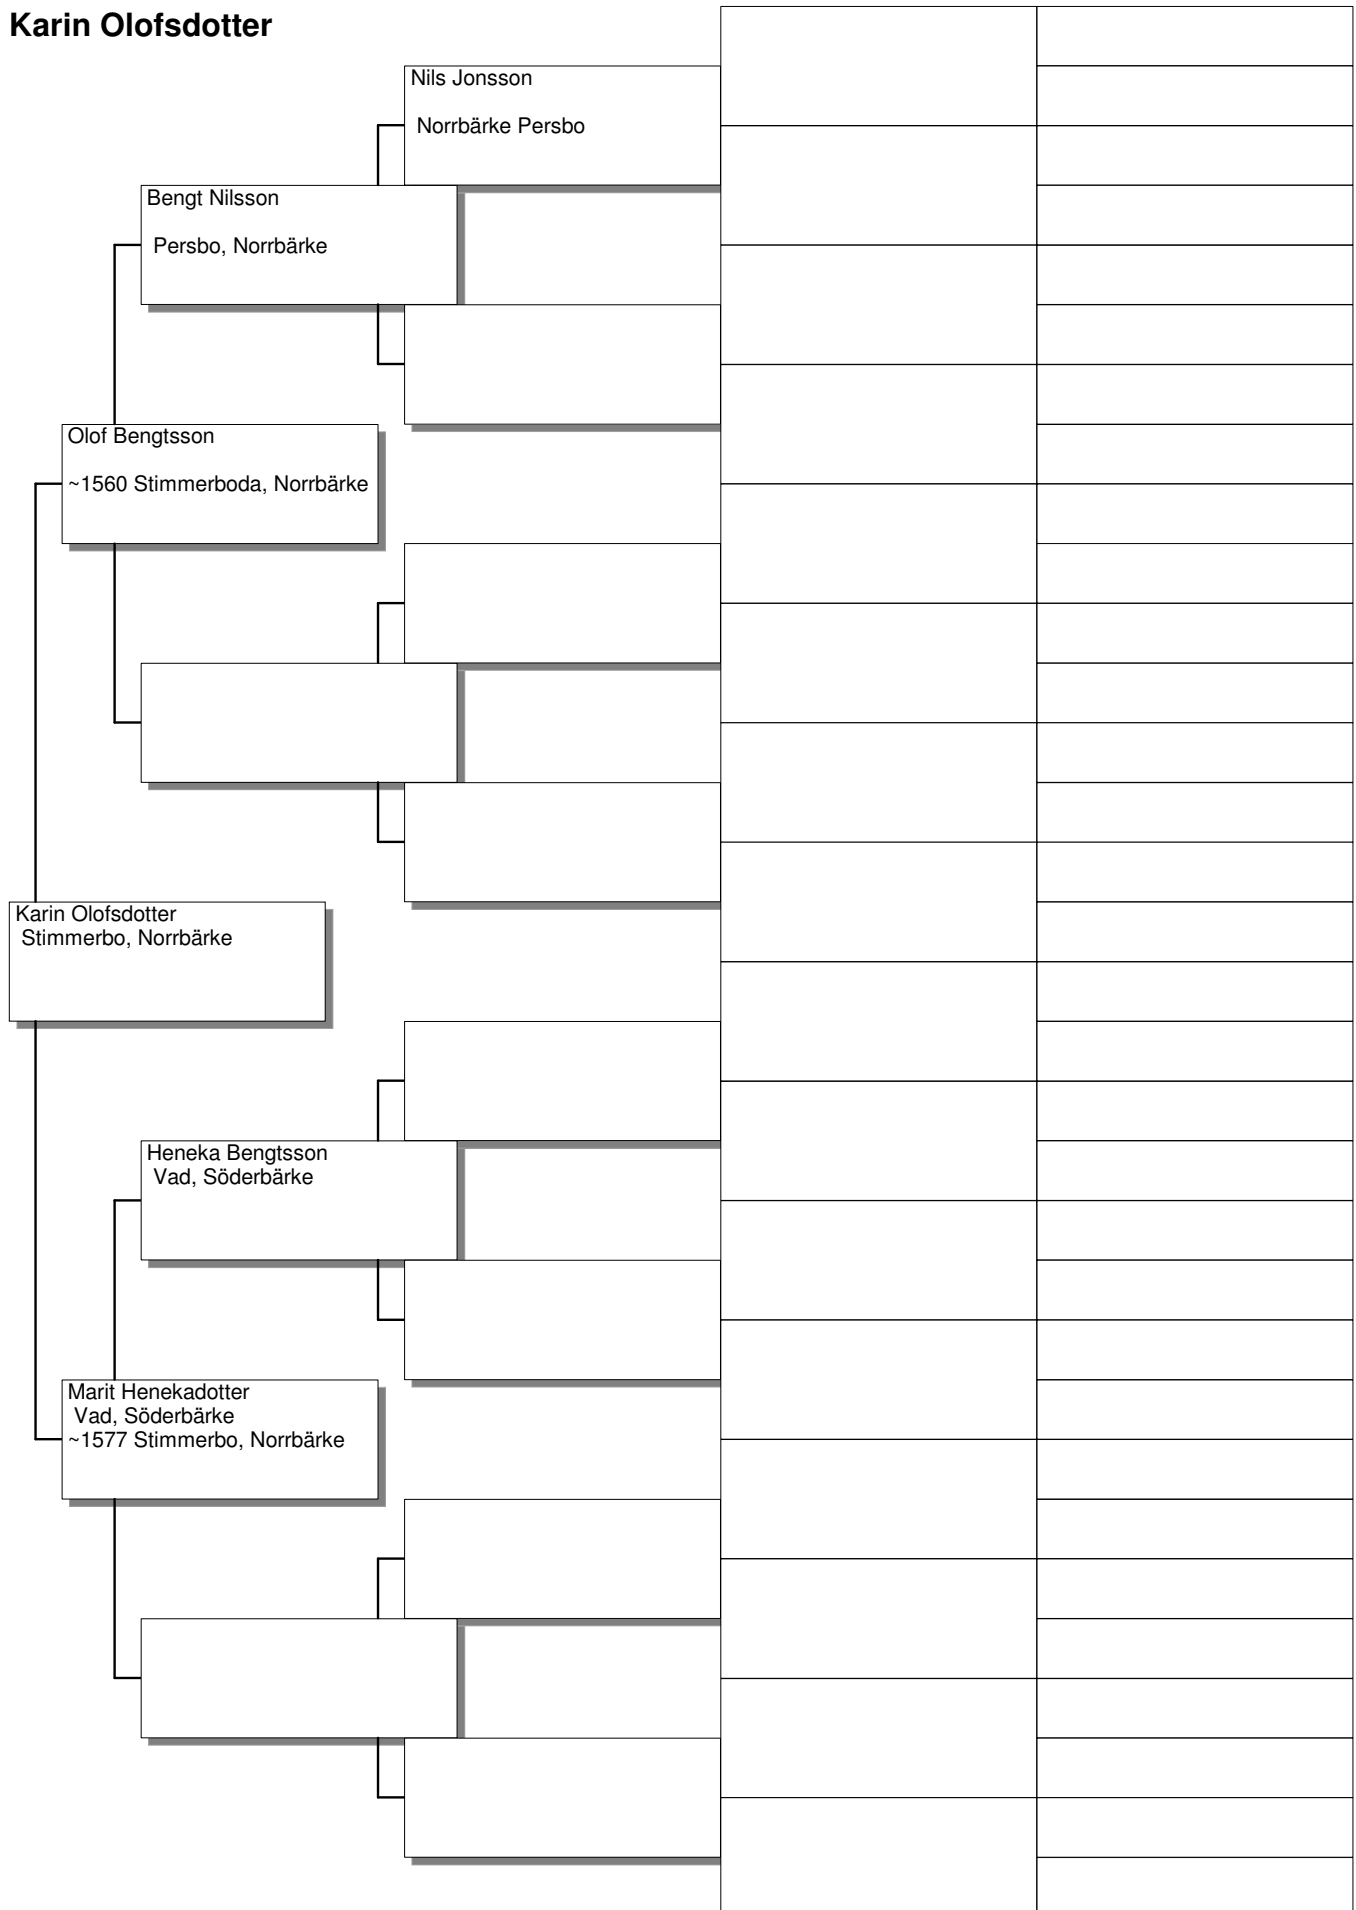 Karin Olofsdotter
Nils Jonsson
Norrbärke Persbo
Bengt Nilsson
Persbo, Norrbärke
Olof Bengtsson
~1560 Stimmerboda, Norrbärke
Karin Olofsdotter
Stimmerbo, Norrbärke
Heneka Bengtsson
Vad, Söderbärke
Marit Henekadotter
Vad, Söderbärke
~1577 Stimmerbo, Norrbärke